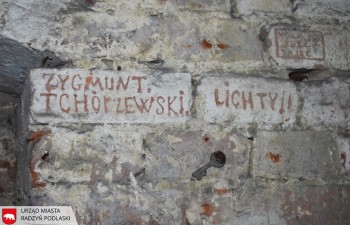 ZYGMUNT.
TCHÓRZEWSKI. LICHTY!!
URZĄD MIASTA
RADZYŃ PODLASKI